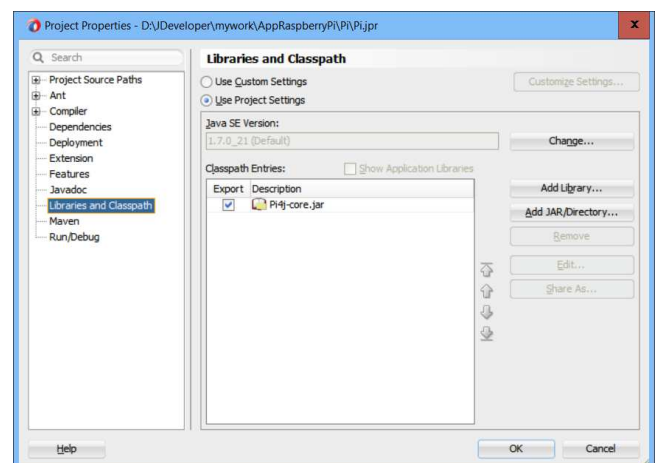 Project Properties - D:\JDeveloper\mywork\AppRaspberryPi\Pi\Pi.jpr
x
Search
Project Source Paths
Ant
Compiler
Dependencies
Deployment
Extension
Features
Javadoc
Libraries and Classpath
Maven
Run/Debug
Libraries and Classpath
Use Custom Settings
Customize Settings...
Use Project Settings
Java SE Version:
1.7.0_21 (Default)
Change...
Classpath Entries:
Show Application Libraries
Export Description
Pi4j-core.jar
Add Library...
Add JAR/Directory...
Remove
Edit...
Share As...
Help
OK
Cancel